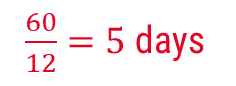 60/12 = 5 days